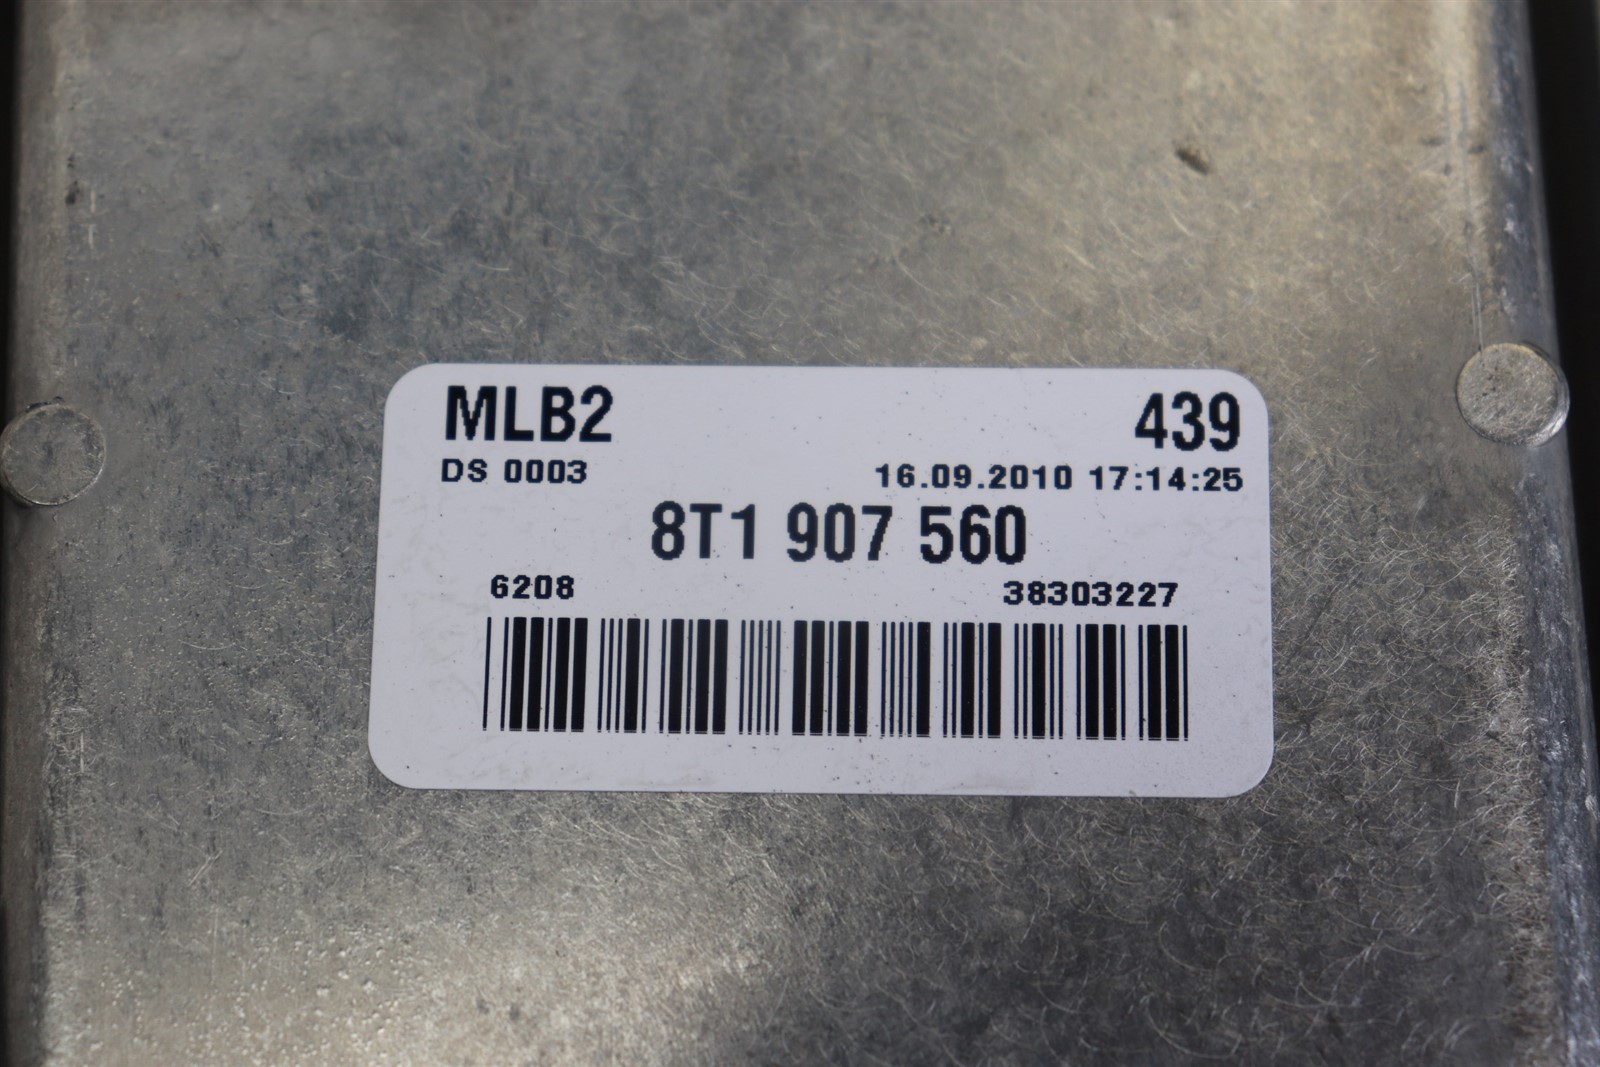 MLB2 439
DS 0003 16.09.2010 17:14:25
8T1 907 560
6208 38303227